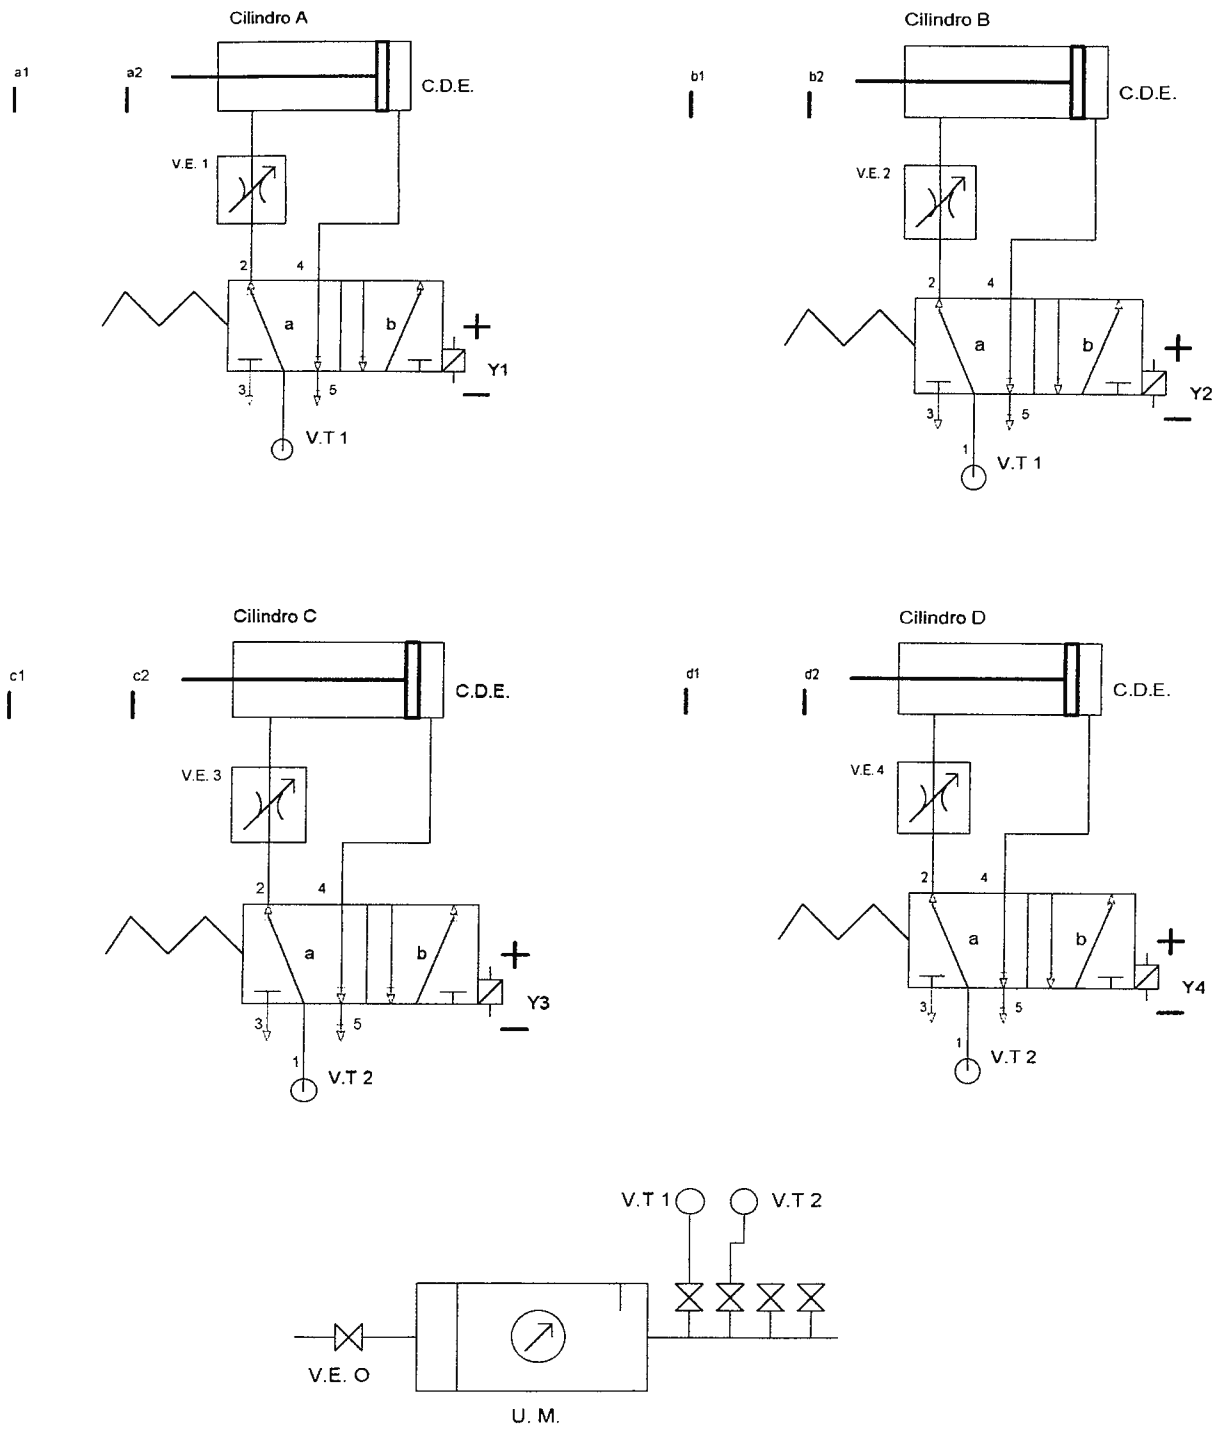 Cilindro A
a1
a2
C.D.E.
V.E. 1
2
4
a
b
+
Y1
−
3
5
V.T 1
Cilindro B
b1
b2
C.D.E.
V.E. 2
2
4
a
b
+
Y2
−
3
5
1
V.T 1
Cilindro C
c1
c2
C.D.E.
V.E. 3
2
4
a
b
+
Y3
−
3
5
1
V.T 2
Cilindro D
d1
d2
C.D.E.
V.E. 4
2
4
a
b
+
Y4
−
3
5
1
V.T 2
V.T 1
V.T 2
V.E. O
U. M.